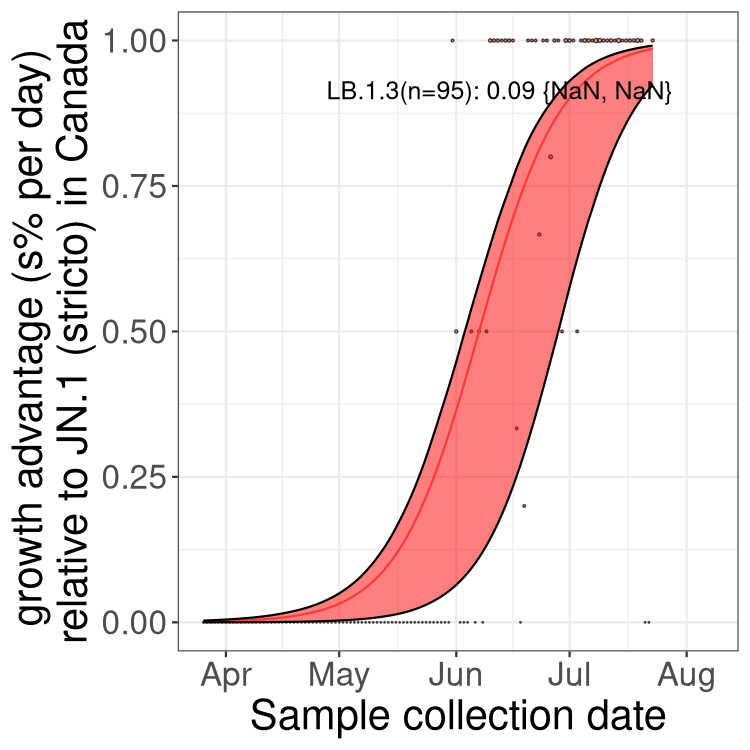 growth advantage (s% per day)
relative to JN.1 (stricto) in Canada
1.00
0.75
0.50
0.25
0.00
LB.1.3(n=95): 0.09 {NaN, NaN}
Apr May Jun Jul Aug
Sample collection date